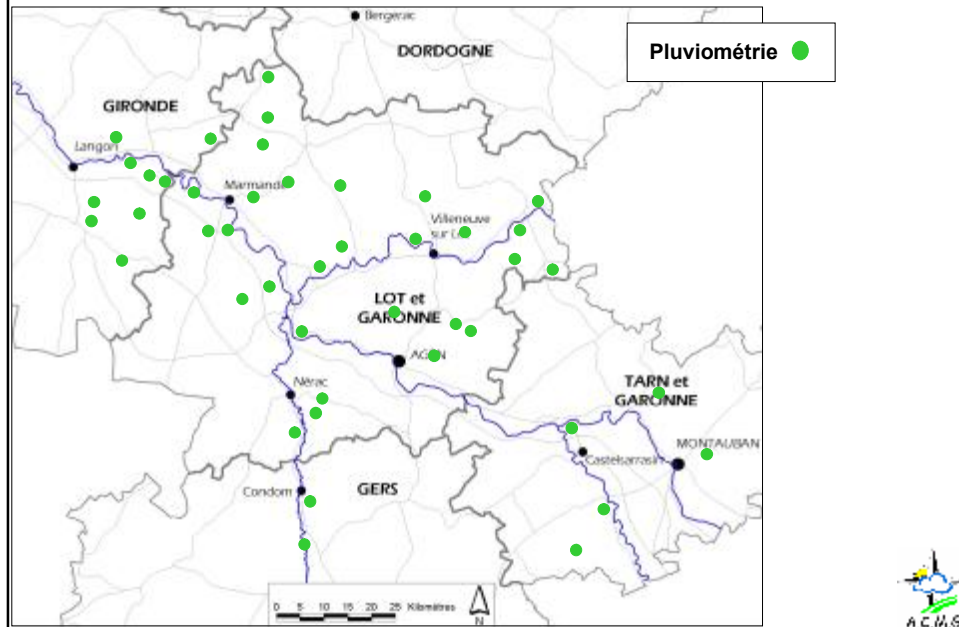 Bergerac
DORDOGNE
Pluviométrie
GIRONDE
Langon
Marmande
Villeneuve
sur L
LOT et
GARONNE
AGEN
Nérac
TARN et
GARONNE
MONTAUBAN
Castelsarrasin
Condom
GERS
0 5 10 15 20 25 Kilomètres
N
A C M G